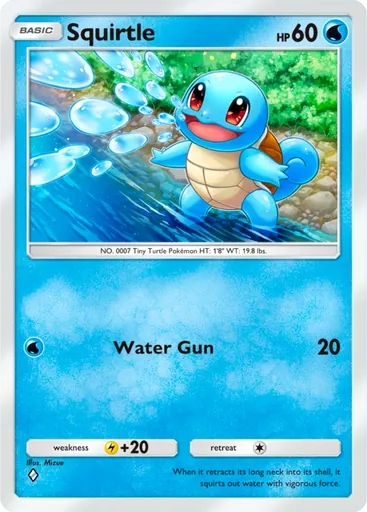 BASIC Squirtle HP 60
NO. 0007 Tiny Turtle Pokémon HT: 1'8" WT: 19.8 lbs.
Water Gun 20
weakness +20 retreat
Illus. Mizue
When it retracts its long neck into its shell, it
squirts out water with vigorous force.